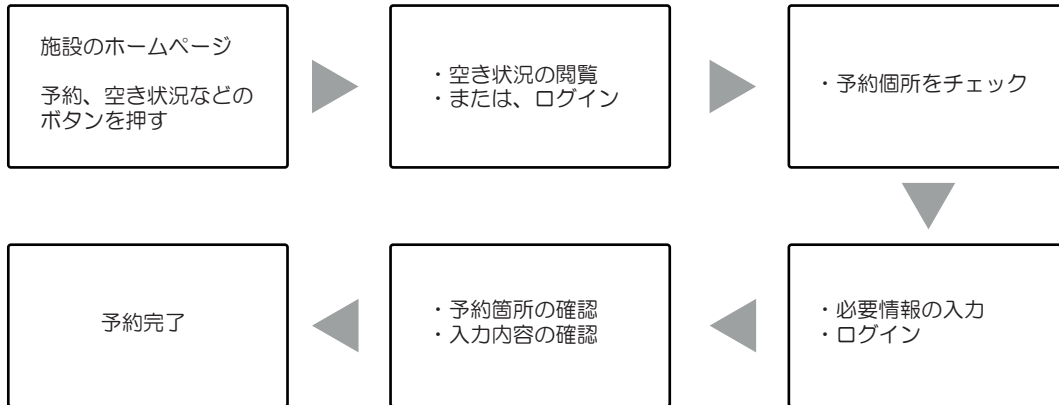 施設のホームページ
予約、空き状況などの
ボタンを押す
・空き状況の閲覧
・または、ログイン
・予約個所をチェック
・必要情報の入力
・ログイン
・予約箇所の確認
・入力内容の確認
予約完了